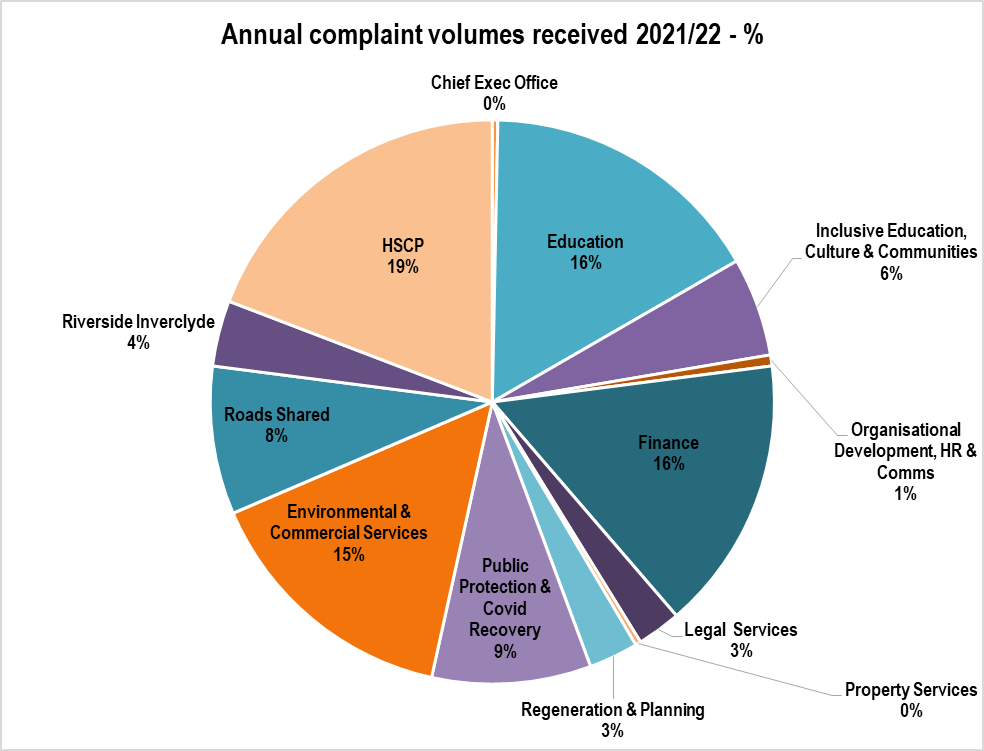 Annual complaint volumes received 2021/22 - %
Chief Exec Office
0%
Education
16%
Inclusive Education,
Culture & Communities
6%
Organisational
Development, HR &
Comms
1%
Finance
16%
Legal Services
3%
Property Services
0%
Regeneration & Planning
3%
Public
Protection &
Covid
Recovery
9%
Environmental &
Commercial Services
15%
Roads Shared
8%
Riverside Inverclyde
4%
HSCP
19%